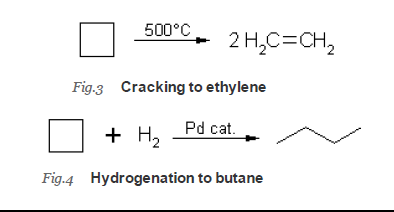 500°C
2 H₂C=CH₂
Fig.3 Cracking to ethylene
+ H₂ Pd cat.
Fig.4 Hydrogenation to butane